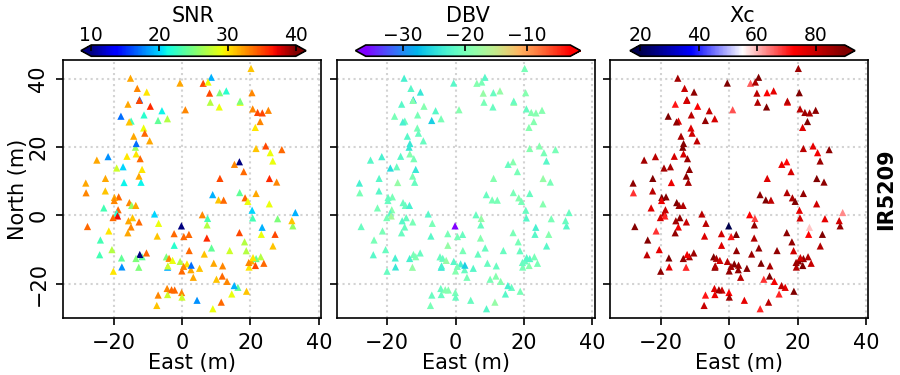 SNR DBV Xc
10 20 30 40 −30 −20 −10 20 40 60 80
40
20
0
−20
North (m)
−20 0 20 40 −20 0 20 40 −20 0 20 40
East (m) East (m) East (m)
IR5209